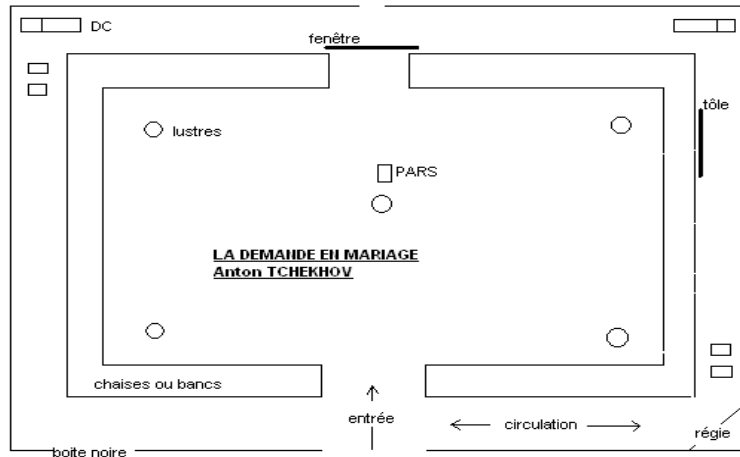 DC
fenêtre
tôle
lustres
PARS
LA DEMANDE EN MARIAGE
Anton TCHEKHOV
chaises ou bancs
entrée
circulation
régie
boite noire